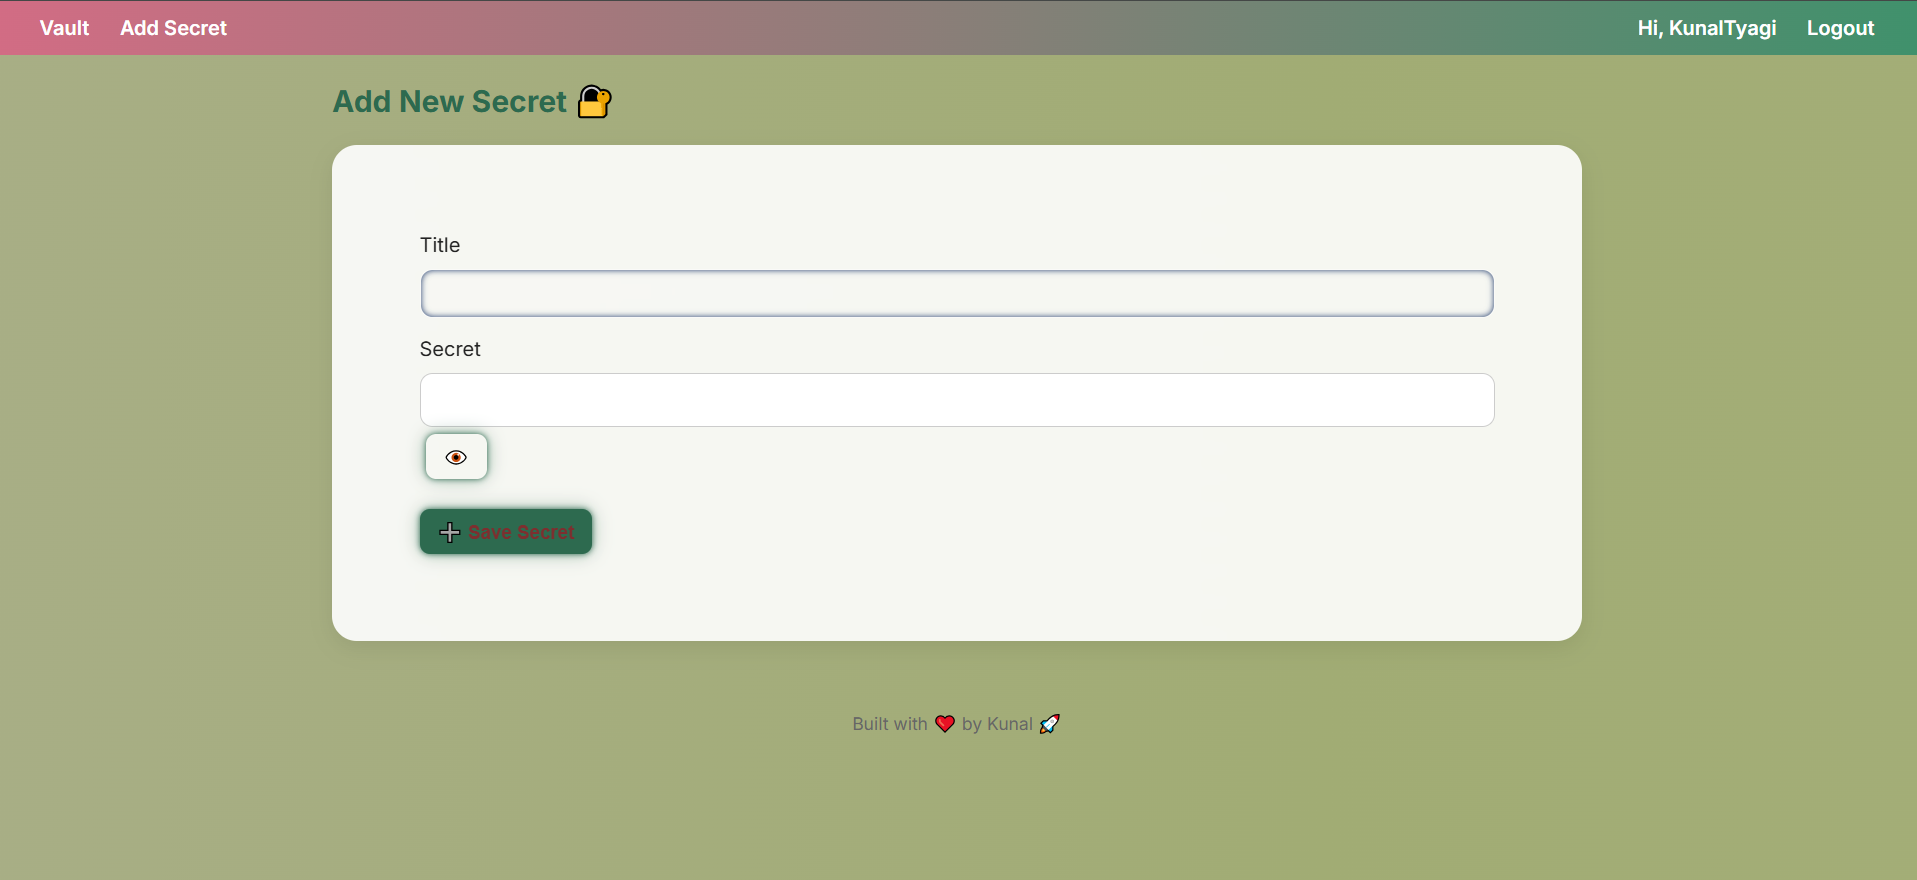 Vault Add Secret Hi, KunalTyagi Logout
Add New Secret 🔐
Title
Secret
👁
➕ Save Secret
Built with ❤️ by Kunal 🚀